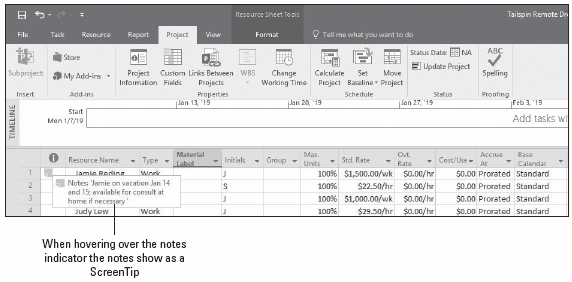 Resource Sheet Tools
Tailspin Remote Dro
File Task Resource Report Project View Format Tell me what you want to do
Subproject
Insert
Store
My Add-ins
Add-ins
Project Information
Custom Fields
Links Between Projects
WBS
Change Working Time
Properties
Calculate Project
Set Baseline
Move Project
Schedule
Status Date: NA
Update Project
Status
ABC
Spelling
Proofing
TIMELINE
Jan 13, '19 Jan 20, '19 Jan 27, '19 Feb 3, '19
Start
Mon 1/7/19
Add tasks wi
Resource Name Type Material Label Initials Group Max. Units Std. Rate Ovt. Rate Cost/Use Accrue At Base Calendar
1 Jamie Reding Work J 100% $1,500.00/wk $0.00/hr $0.00 Prorated Standard
2 S 100% $22.50/hr $0.00/hr $0.00 Prorated Standard
3 J 100% $1,000.00/wk $0.00/hr $0.00 Prorated Standard
4 Judy Lew Work J 100% $29.50/hr $0.00/hr $0.00 Prorated Standard
Notes: 'Jamie on vacation Jan 14
and 15; available for consult at
home if necessary '
When hovering over the notes
indicator the notes show as a
ScreenTip